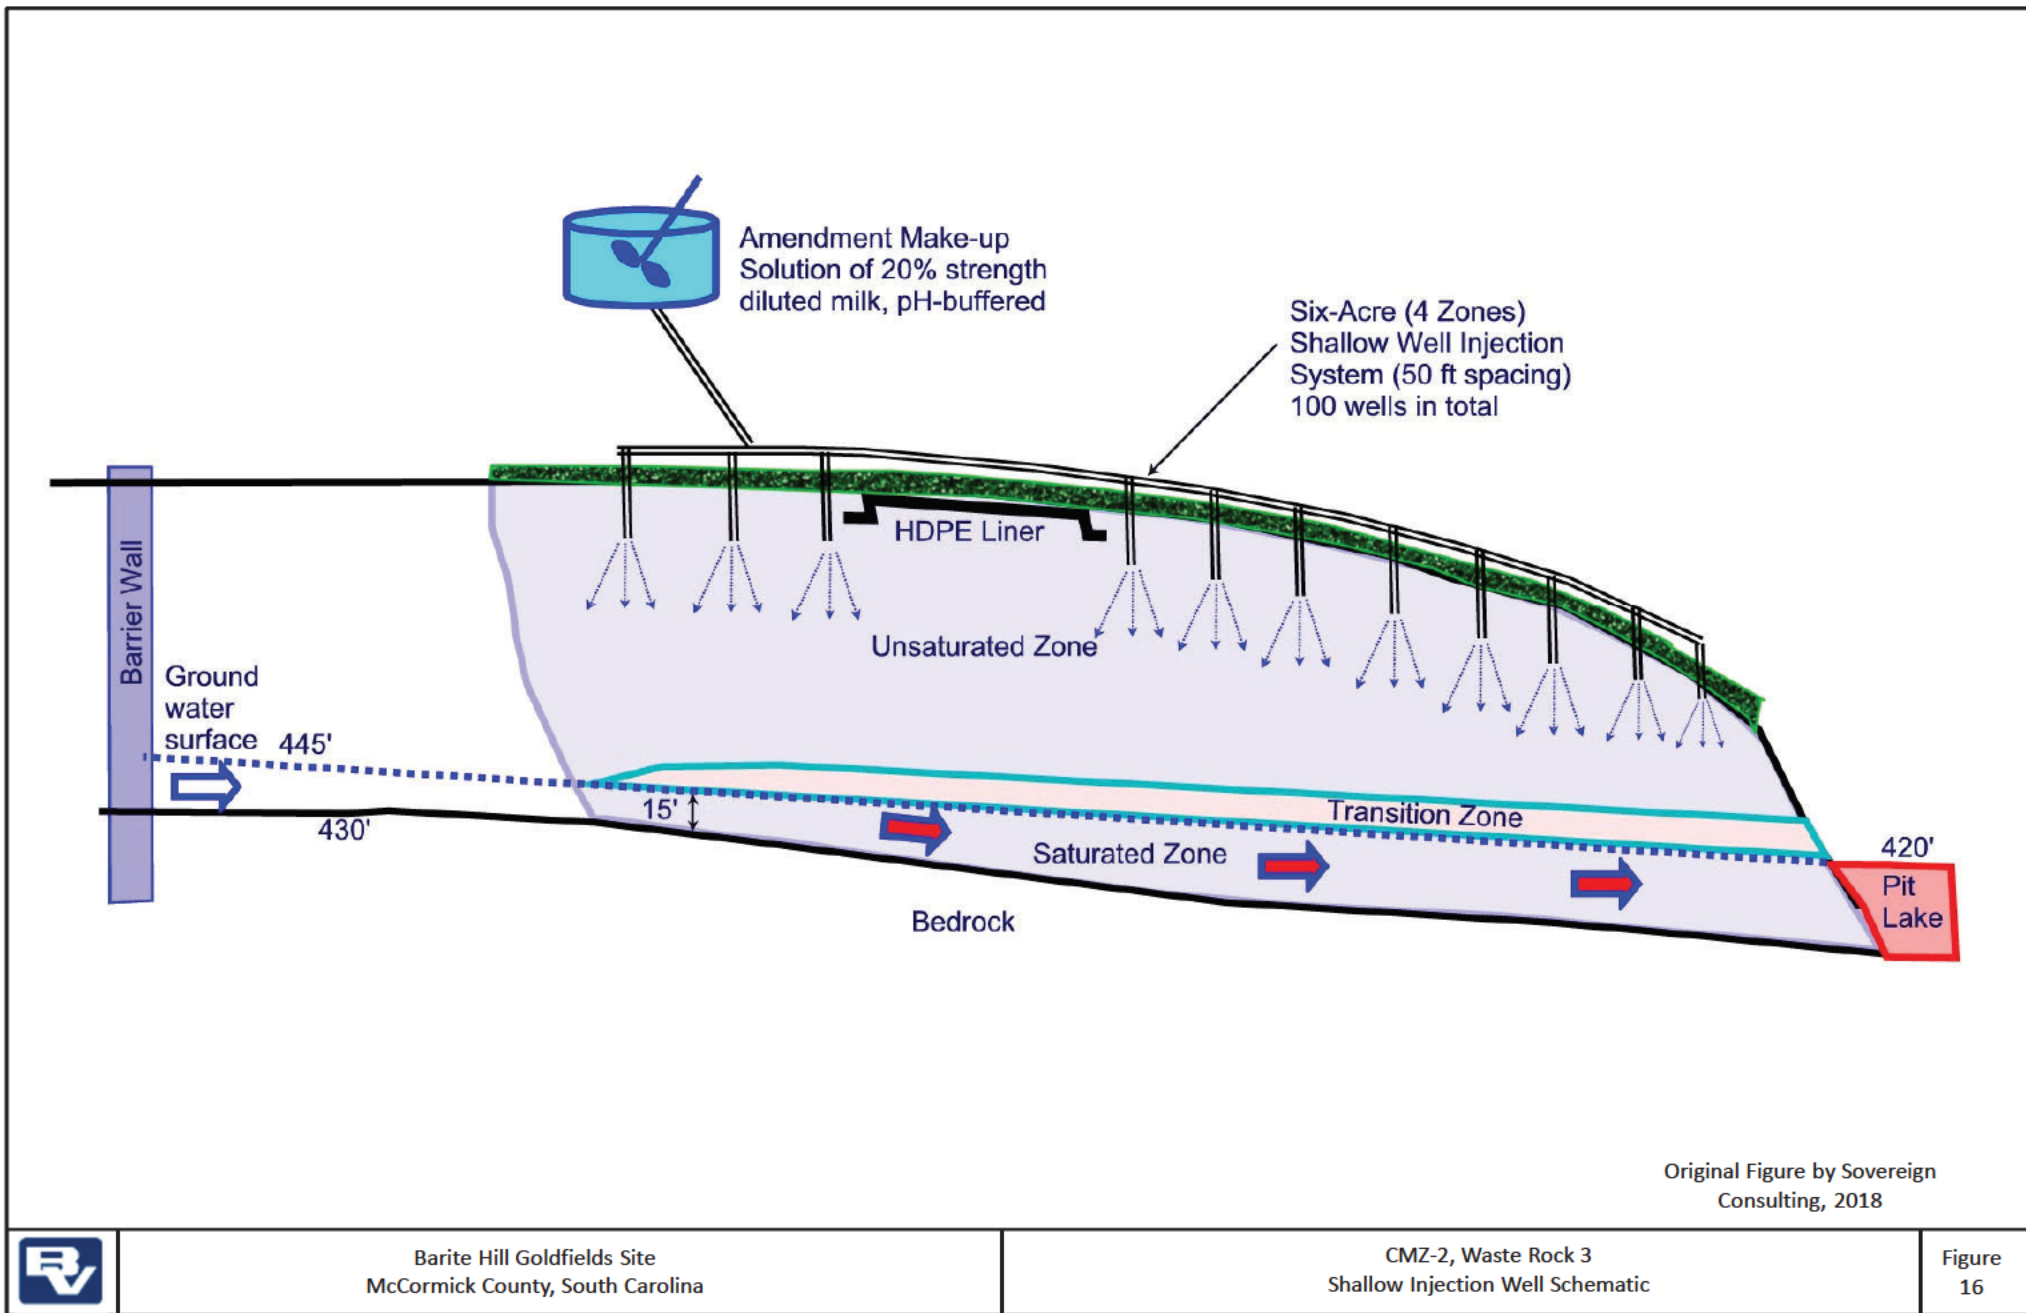 Amendment Make-up
Solution of 20% strength
diluted milk, pH-buffered
Six-Acre (4 Zones)
Shallow Well Injection
System (50 ft spacing)
100 wells in total
HDPE Liner
Barrier Wall
Unsaturated Zone
Ground
water
surface
445'
15'
430'
Transition Zone
Saturated Zone
420'
Pit
Lake
Bedrock
Original Figure by Sovereign
Consulting, 2018
BV
Barite Hill Goldfields Site
McCormick County, South Carolina
CMZ-2, Waste Rock 3
Shallow Injection Well Schematic
Figure
16